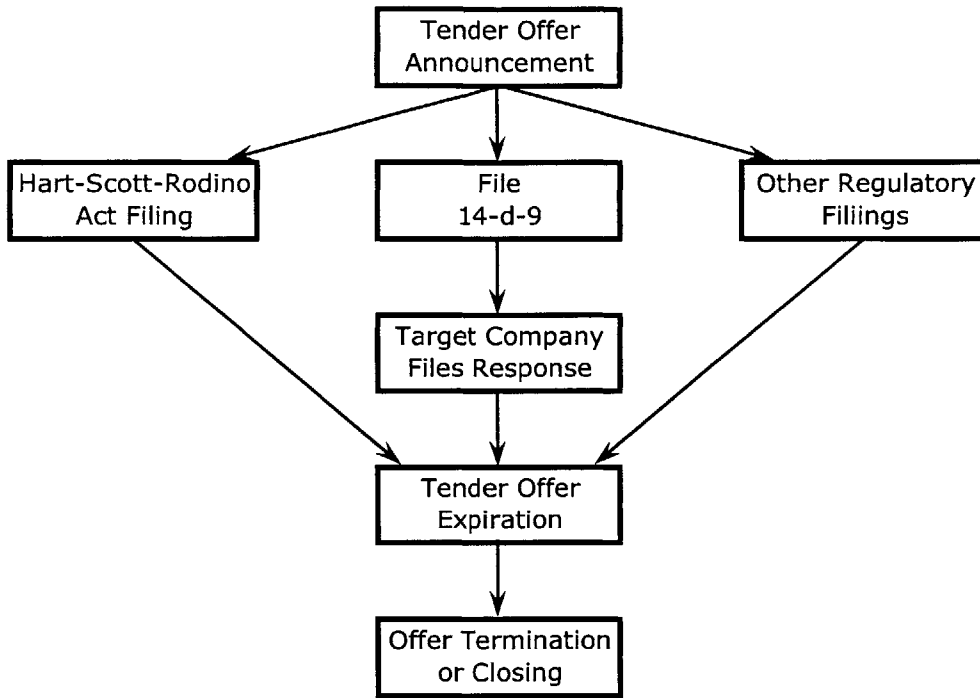 Tender Offer
Announcement
Hart-Scott-Rodino
Act Filing
File
14-d-9
Other Regulatory
Filiings
Target Company
Files Response
Tender Offer
Expiration
Offer Termination
or Closing